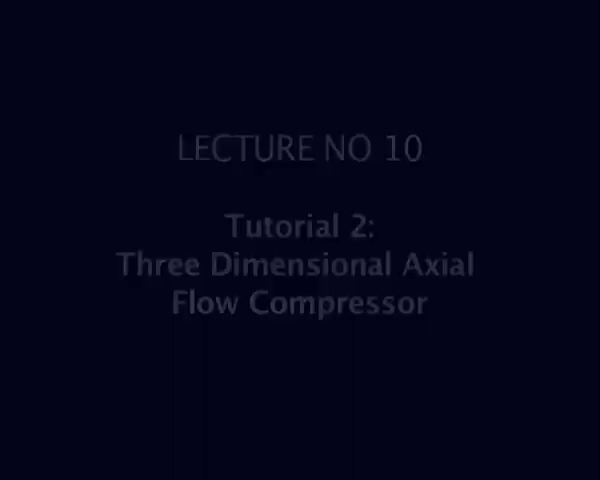 LECTURE NO 10
Tutorial 2:
Three Dimensional Axial
Flow Compressor